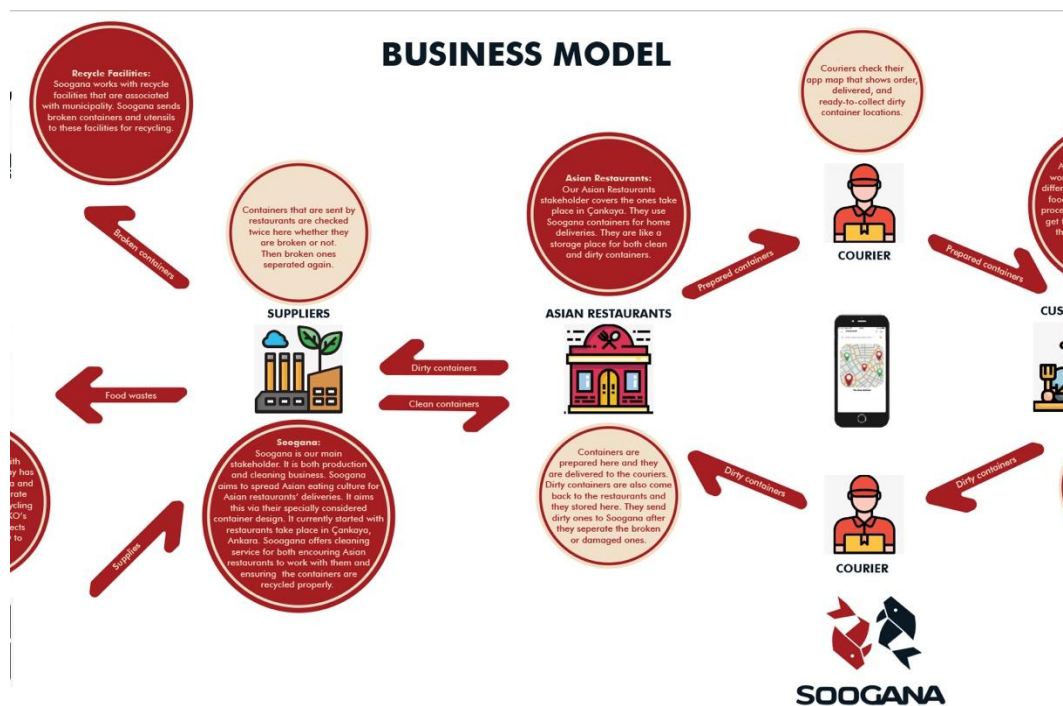 BUSINESS MODEL
Recycle Facilities:
Soogana works with recycle
facilities that are associated
with municipality. Soogana sends
broken containers and utensils
to these facilities for recycling.
Broken containers
Containers that are sent by
restaurants are checked
twice here whether they
are broken or not.
Then broken ones
seperated again.
SUPPLIERS
Food wastes
Soogana:
Soogana is our main
stakeholder. It is both production
and cleaning business. Soogana
aims to spread Asian eating culture for
Asian restaurants' deliveries. It aims
this via their specially considered
container design. It currently started with
restaurants take place in Çankaya,
Ankara. Sooagana offers cleaning
service for both encouring Asian
restaurants to work with them and
ensuring the containers are
recycled properly.
Supplies
Dirty containers
Clean containers
Asian Restaurants:
Our Asian Restaurants
stakeholder covers the ones take
place in Çankaya. They use
Soogana containers for home
deliveries. They are like a
storage place for both clean
and dirty containers.
ASIAN RESTAURANTS
Containers are
prepared here and they
are delivered to the couriers.
Dirty containers are also come
back to the restaurants and
they stored here. They send
dirty ones to Soogana after
they seperate the broken
or damaged ones.
Prepared containers
Couriers check their
app map that shows order,
delivered, and
ready-to-collect dirty
container locations.
COURIER
Prepared containers
Dirty containers
Dirty containers
COURIER
SOOGANA